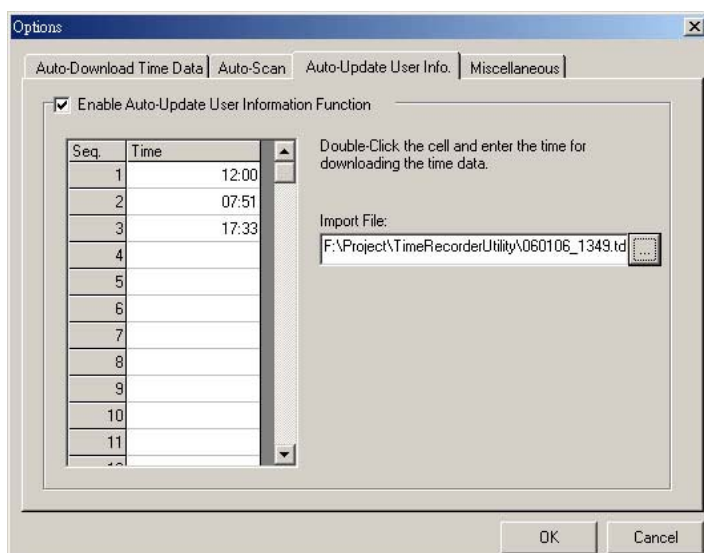 Options
Auto-Download Time Data Auto-Scan Auto-Update User Info. Miscellaneous
Enable Auto-Update User Information Function
Seq. Time
1 12:00
2 07:51
3 17:33
4
5
6
7
8
9
10
11
Double-Click the cell and enter the time for
downloading the time data.
Import File:
F:\Project\TimeRecorderUtility\060106_1349.td
...
OK Cancel